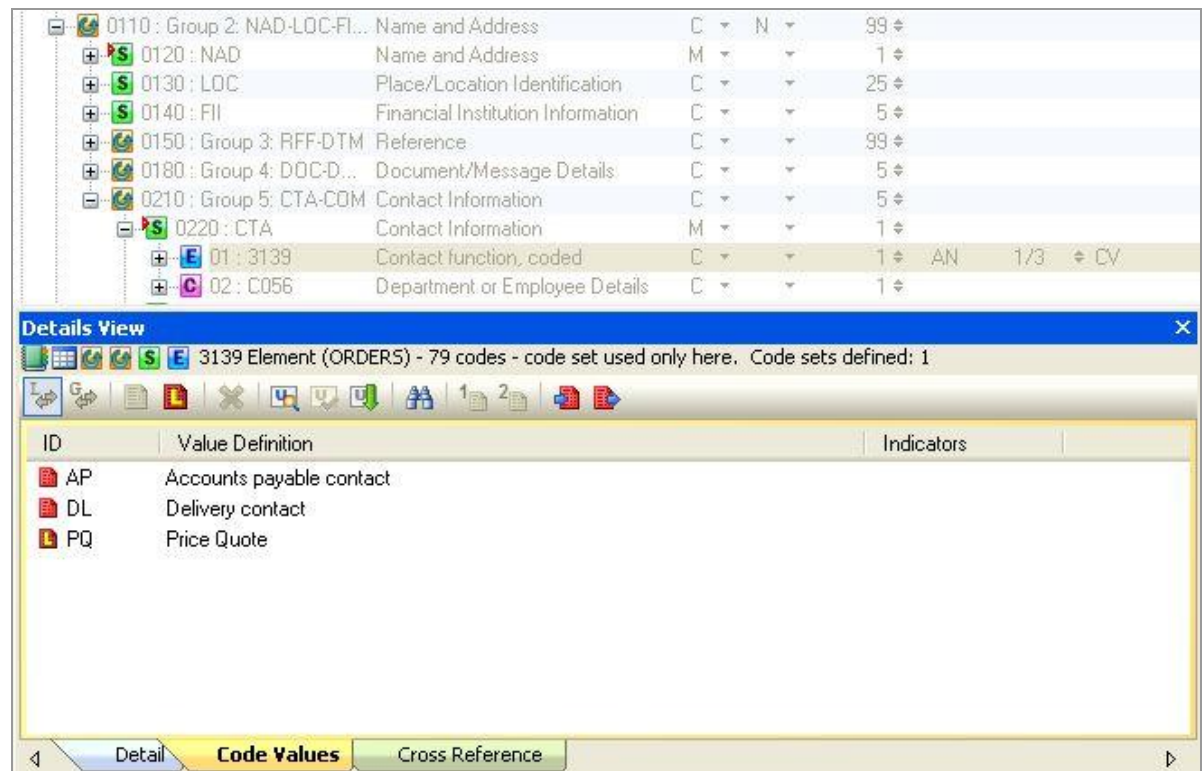 0110 : Group 2: NAD-LOC-FI... Name and Address C N 99
S 0120 : NAD Name and Address M 1
S 0130 : LOC Place/Location Identification C 25
S 0140 : FII Financial Institution Information C 5
0150 : Group 3: RFF-DTM Reference C 99
0180 : Group 4: DOC-D... Document/Message Details C 5
0210 : Group 5: CTA-COM Contact Information C 5
S 0220 : CTA Contact Information M 1
E 01 : 3139 Contact function, coded C 1 AN 1/3 CV
C 02 : C056 Department or Employee Details C 1
Details View
S E 3139 Element (ORDERS) - 79 codes - code set used only here. Code sets defined: 1
L G L U U U 1 2
ID Value Definition Indicators
AP Accounts payable contact
DL Delivery contact
L PQ Price Quote
Detail Code Values Cross Reference